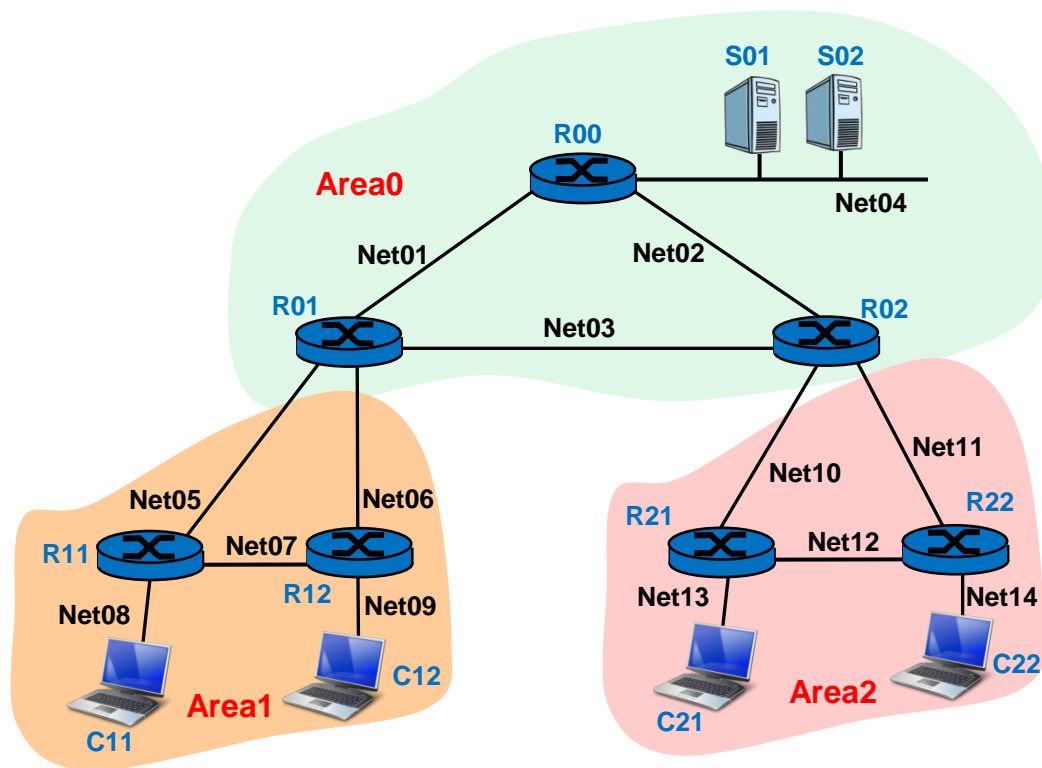 S01
S02
R00
Area0
Net04
Net01
Net02
R01
R02
Net03
Net11
Net10
Net05
Net06
R21
R22
R11
Net07
Net12
R12
Net08
Net09
Net13
Net14
C12
C22
Area1
Area2
C11
C21